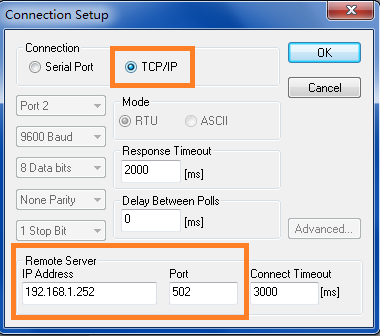 Connection Setup
Connection
Serial Port
TCP/IP
OK
Cancel
Port 2
9600 Baud
8 Data bits
None Parity
1 Stop Bit
Mode
RTU
ASCII
Response Timeout
2000 [ms]
Delay Between Polls
0 [ms]
Advanced...
Remote Server
IP Address
192.168.1.252
Port
502
Connect Timeout
3000 [ms]